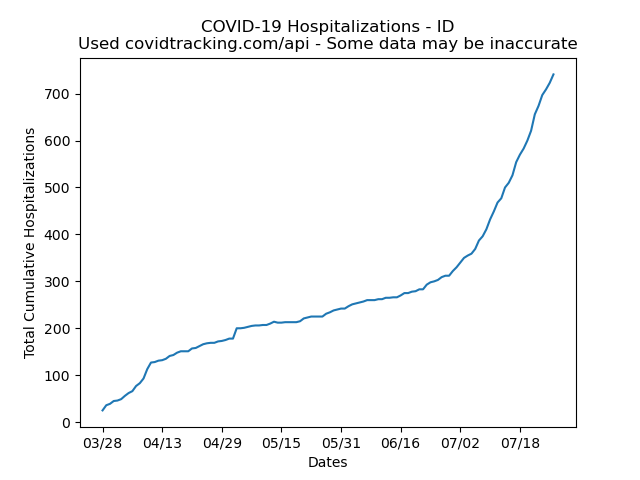 COVID-19 Hospitalizations - ID
Used covidtracking.com/api - Some data may be inaccurate
Total Cumulative Hospitalizations
700
600
500
400
300
200
100
0
03/28 04/13 04/29 05/15 05/31 06/16 07/02 07/18
Dates